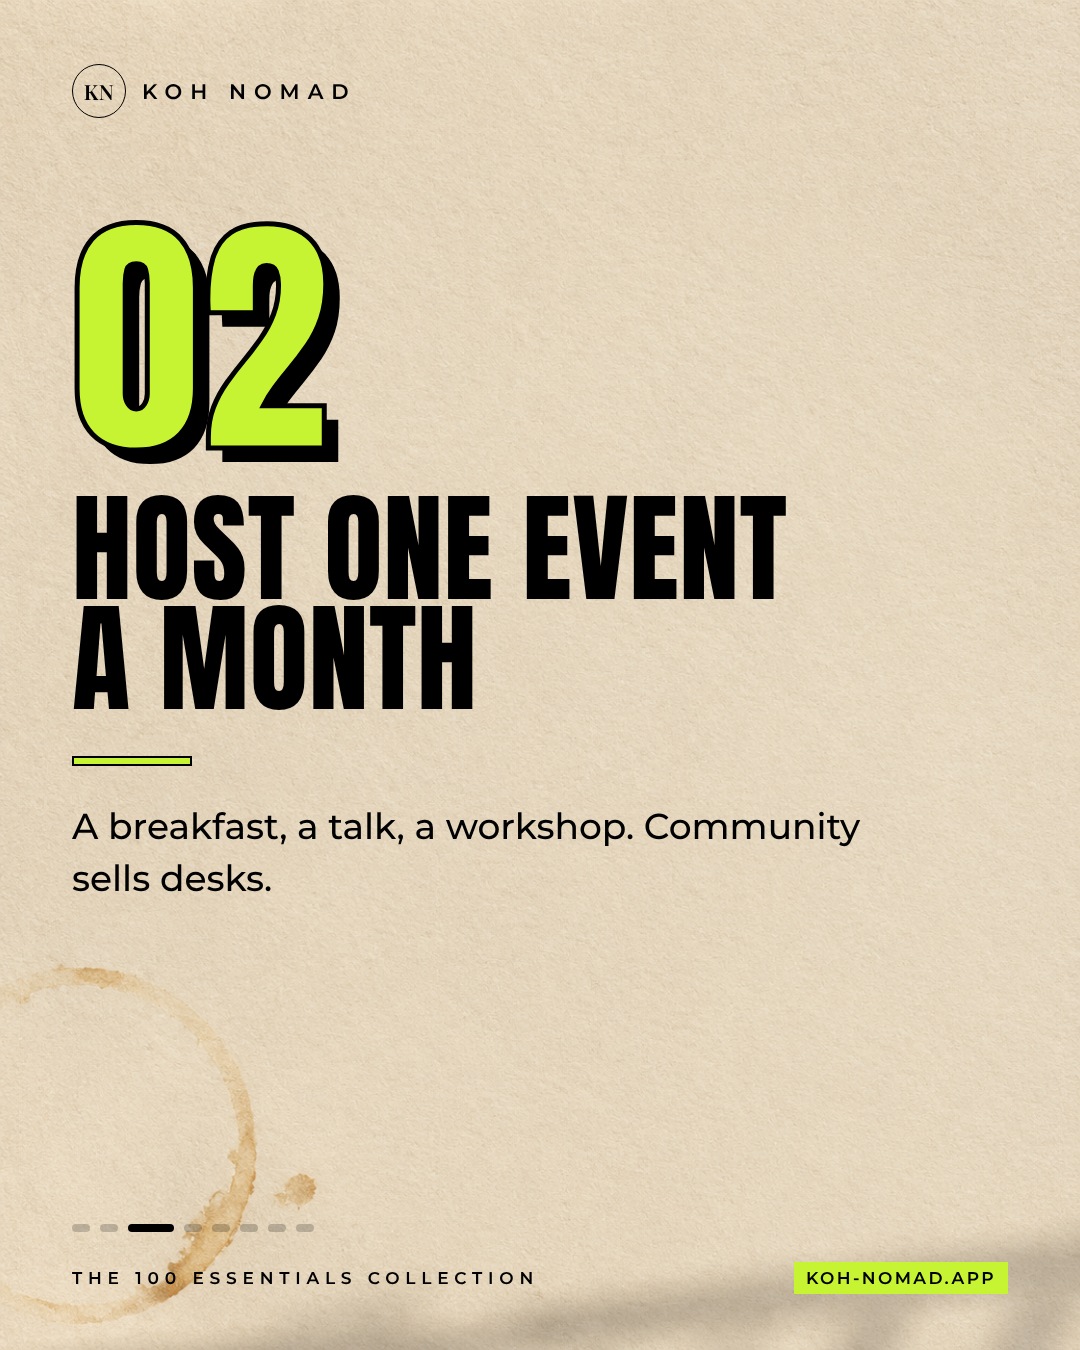 KN KOH NOMAD
02
HOST ONE EVENT
A MONTH
A breakfast, a talk, a workshop. Community
sells desks.
THE 100 ESSENTIALS COLLECTION
KOH-NOMAD.APP